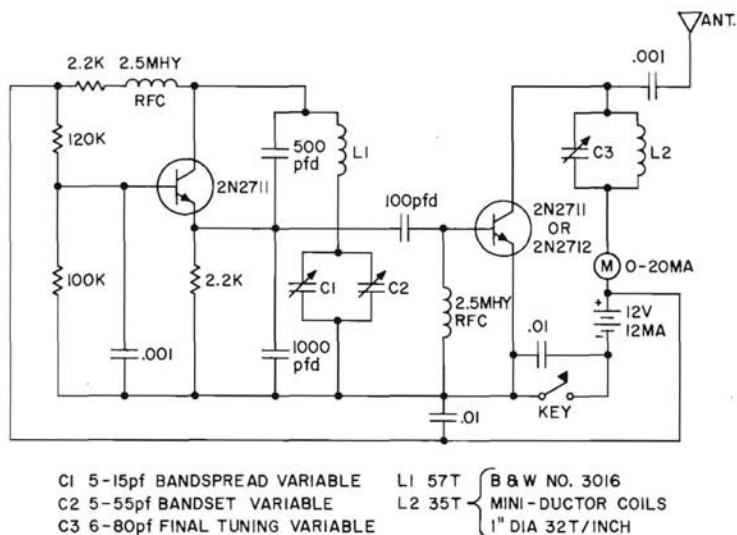 ANT.
.001
2.2K
2.5MHY
RFC
120K
500
pfd
L1
C3
L2
2N2711
100pfd
2N2711
OR
2N2712
M
0-20MA
100K
2.2K
C1
C2
2.5MHY
RFC
+
12V
12MA
-
.01
.001
1000
pfd
KEY
.01
C1 5-15pf BANDSPREAD VARIABLE
C2 5-55pf BANDSET VARIABLE
C3 6-80pf FINAL TUNING VARIABLE
L1 57T
L2 35T
B & W NO. 3016
MINI-DUCTOR COILS
1" DIA 32T/INCH